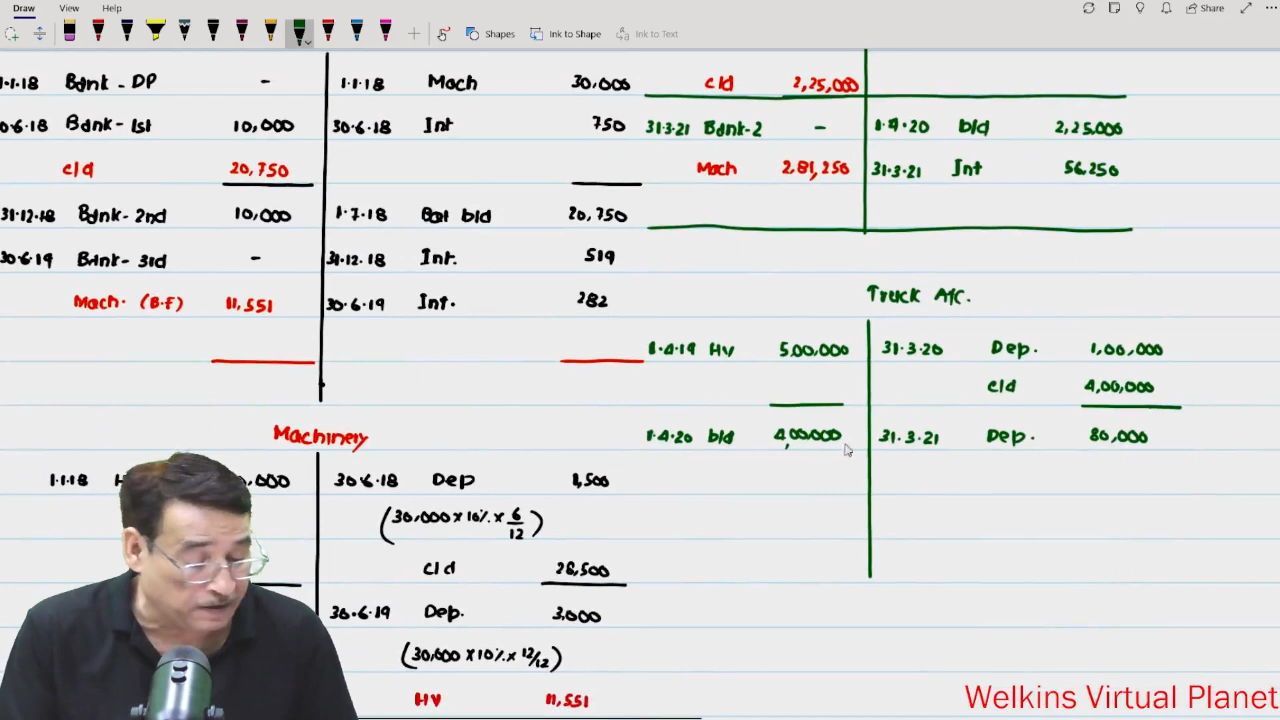 Draw View Help Share
Shapes Ink to Shape Ink to Text
1·1·18 Bank - DP - 1·1·18 Mach 30,000
30·6·18 Bank - 1st 10,000 30·6·18 Int 750
c/d 20,750
31·12·18 Bank - 2nd 10,000 1·7·18 Bal b/d 20,750
30·6·19 Bank - 3rd - 31·12·18 Int. 519
Mach. (B.F) 11,551 30·6·19 Int. 282
c/d 2,25,000
31·3·21 Bank-2 - 1·4·20 b/d 2,25,000
Mach 2,81,250 31·3·21 Int 56,250
Truck A/C.
1·4·19 HV 5,00,000 31·3·20 Dep. 1,00,000
c/d 4,00,000
1·4·20 b/d 4,00,000 31·3·21 Dep. 80,000
Machinery
1·1·18 30·6·18 Dep 1,500
(30,000 × 10% × 6/12)
c/d 28,500
30·6·19 Dep. 3,000
(30,000 × 10% × 12/12)
HV 11,551
Welkins Virtual Planet